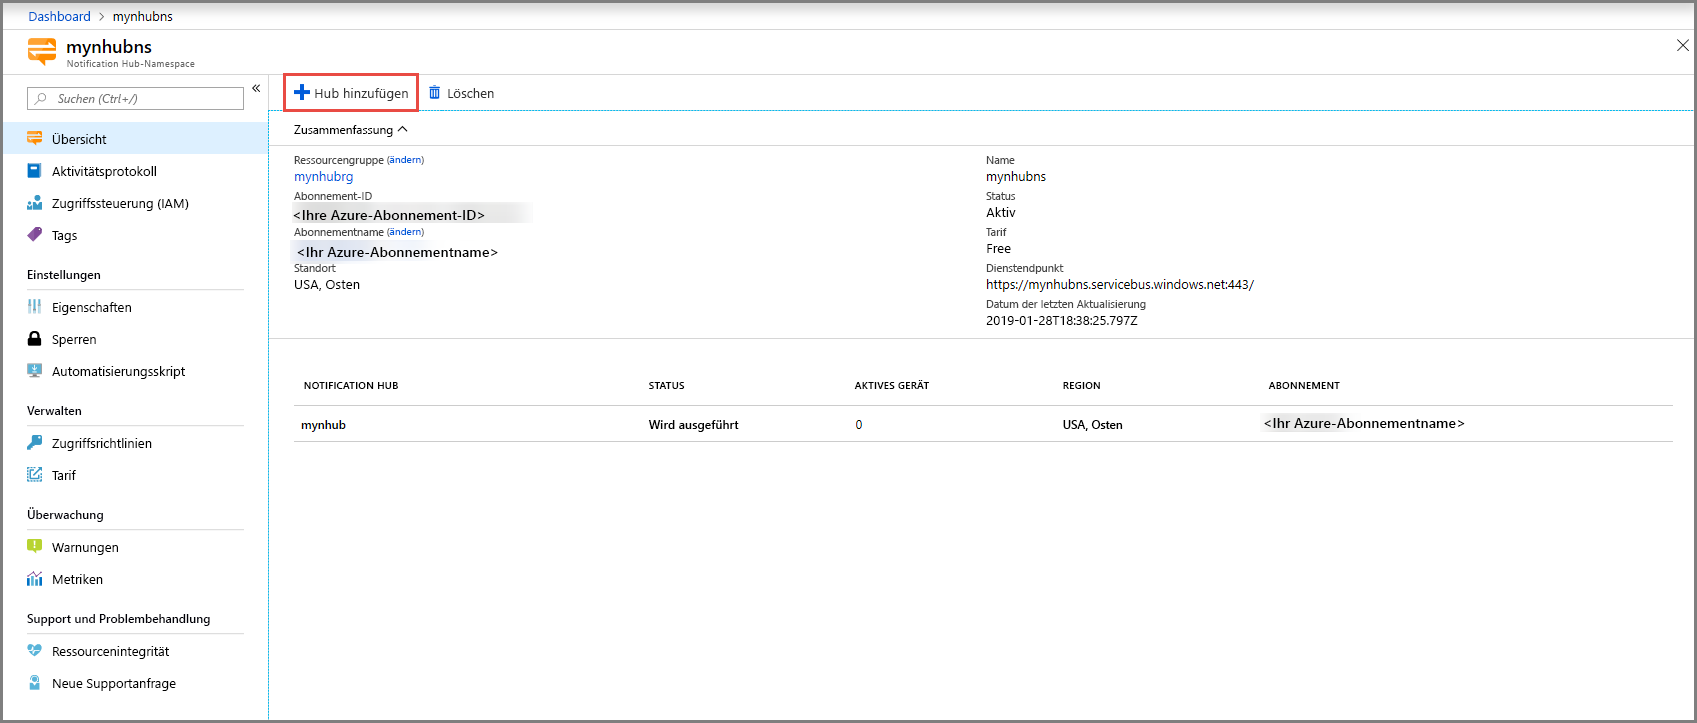 Dashboard > mynhubns
mynhubns
Notification Hub-Namespace
Suchen (Ctrl+/)
«
Übersicht
Aktivitätsprotokoll
Zugriffssteuerung (IAM)
Tags
Einstellungen
Eigenschaften
Sperren
Automatisierungsskript
Verwalten
Zugriffsrichtlinien
Tarif
Überwachung
Warnungen
Metriken
Support und Problembehandlung
Ressourcenintegrität
Neue Supportanfrage
Hub hinzufügen
Löschen
Zusammenfassung
Ressourcengruppe (ändern)
mynhubrg
Abonnement-ID
<Ihre Azure-Abonnement-ID>
Abonnementname (ändern)
<Ihr Azure-Abonnementname>
Standort
USA, Osten
Name
mynhubns
Status
Aktiv
Tarif
Free
Dienstendpunkt
https://mynhubns.servicebus.windows.net:443/
Datum der letzten Aktualisierung
2019-01-28T18:38:25.797Z
NOTIFICATION HUB STATUS AKTIVES GERÄT REGION ABONNEMENT
mynhub Wird ausgeführt 0 USA, Osten <Ihr Azure-Abonnementname>